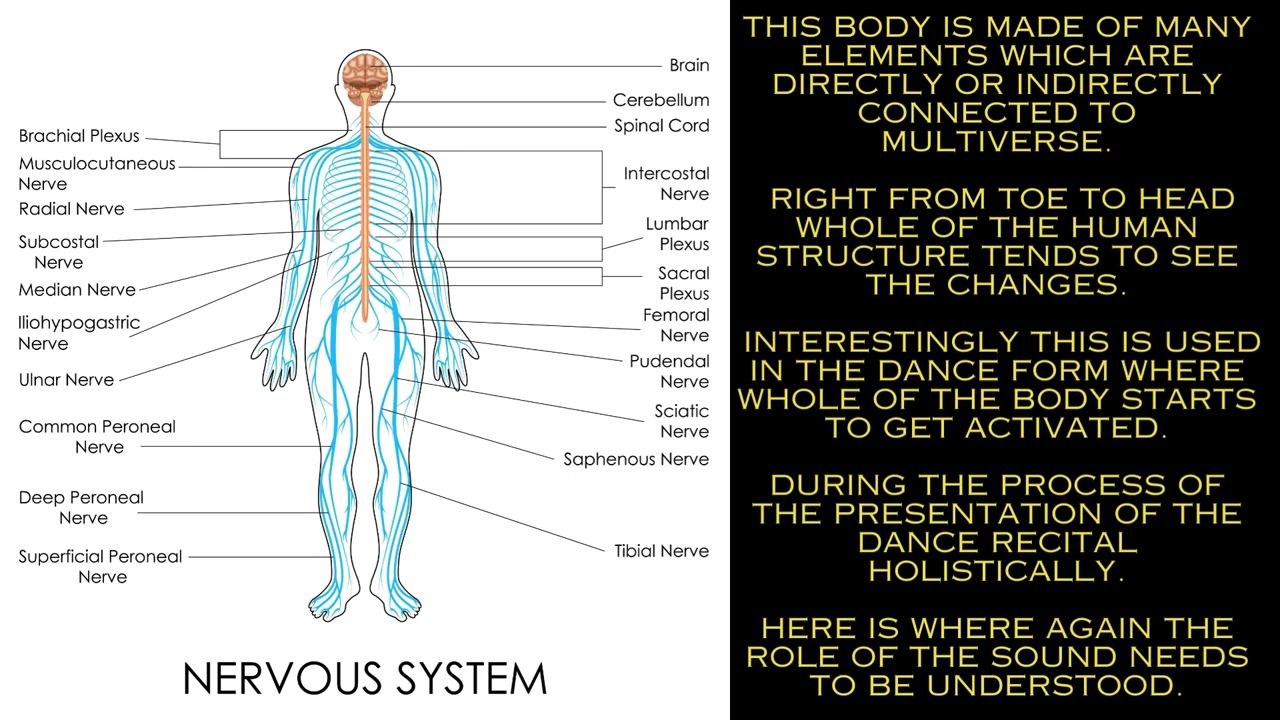 Brain
Cerebellum
Spinal Cord
Brachial Plexus
Musculocutaneous
Nerve
Radial Nerve
Subcostal
Nerve
Median Nerve
Iliohypogastric
Nerve
Ulnar Nerve
Common Peroneal
Nerve
Deep Peroneal
Nerve
Superficial Peroneal
Nerve
Intercostal
Nerve
Lumbar
Plexus
Sacral
Plexus
Femoral
Nerve
Pudendal
Nerve
Sciatic
Nerve
Saphenous Nerve
Tibial Nerve
NERVOUS SYSTEM
THIS BODY IS MADE OF MANY
ELEMENTS WHICH ARE
DIRECTLY OR INDIRECTLY
CONNECTED TO
MULTIVERSE.
RIGHT FROM TOE TO HEAD
WHOLE OF THE HUMAN
STRUCTURE TENDS TO SEE
THE CHANGES.
INTERESTINGLY THIS IS USED
IN THE DANCE FORM WHERE
WHOLE OF THE BODY STARTS
TO GET ACTIVATED.
DURING THE PROCESS OF
THE PRESENTATION OF THE
DANCE RECITAL
HOLISTICALLY.
HERE IS WHERE AGAIN THE
ROLE OF THE SOUND NEEDS
TO BE UNDERSTOOD.